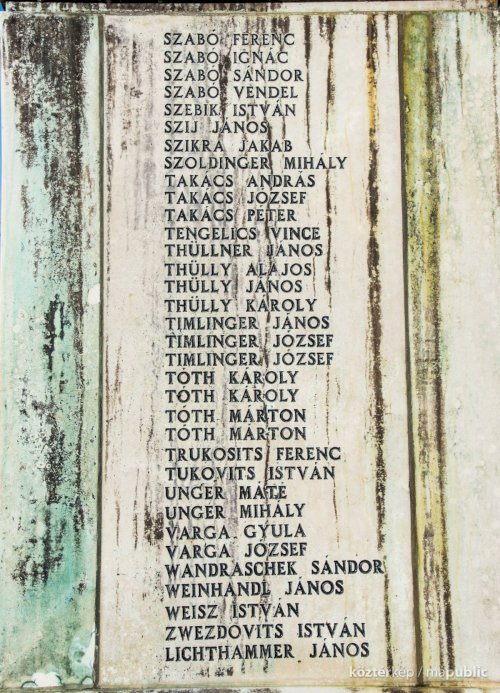 SZABÓ FERENC
SZABÓ IGNÁC
SZABÓ SÁNDOR
SZABÓ VENDEL
SZEBIK ISTVÁN
SZIJ JÁNOS
SZIKRA JAKAB
SZOLDINGER MIHÁLY
TAKÁCS ANDRÁS
TAKÁCS JÓZSEF
TAKÁCS PÉTER
TENGELICS VINCE
THÜLLNER JÁNOS
THÜLLY ALAJOS
THÜLLY JÁNOS
THÜLLY KÁROLY
TIMLINGER JÁNOS
TIMLINGER JÓZSEF
TIMLINGER JÓZSEF
TÓTH KÁROLY
TÓTH KÁROLY
TÓTH MÁRTON
TÓTH MÁRTON
TRUKOSITS FERENC
TUKOVITS ISTVÁN
UNGER MÁTÉ
UNGER MIHÁLY
VARGA GYULA
VARGA JÓZSEF
WANDRASCHEK SÁNDOR
WEINHANDL JÁNOS
WEISZ ISTVÁN
ZWEZDOVITS ISTVÁN
LICHTHAMMER JÁNOS
köztérkép / mapublic